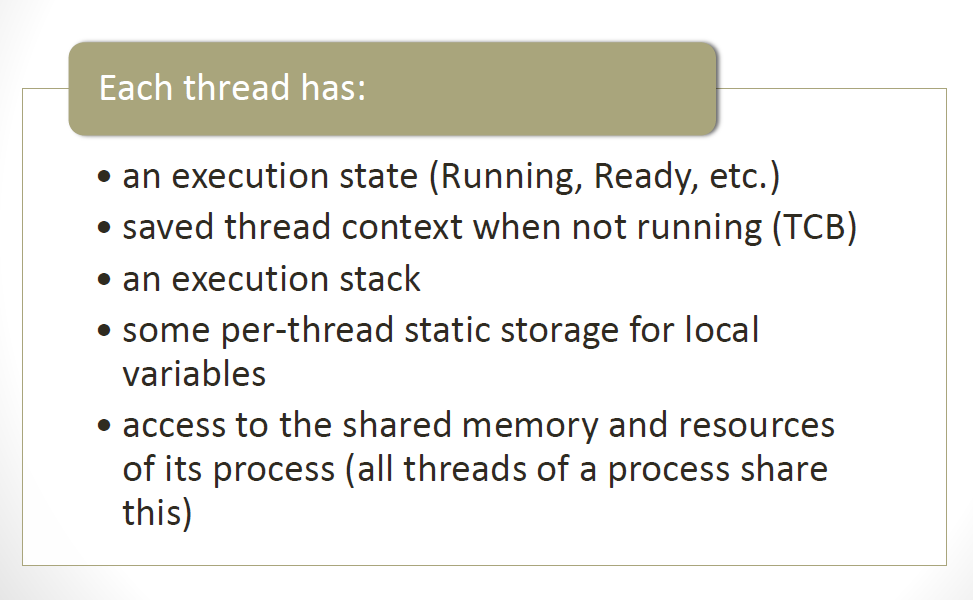 Each thread has:
• an execution state (Running, Ready, etc.)
• saved thread context when not running (TCB)
• an execution stack
• some per-thread static storage for local
variables
• access to the shared memory and resources
of its process (all threads of a process share
this)